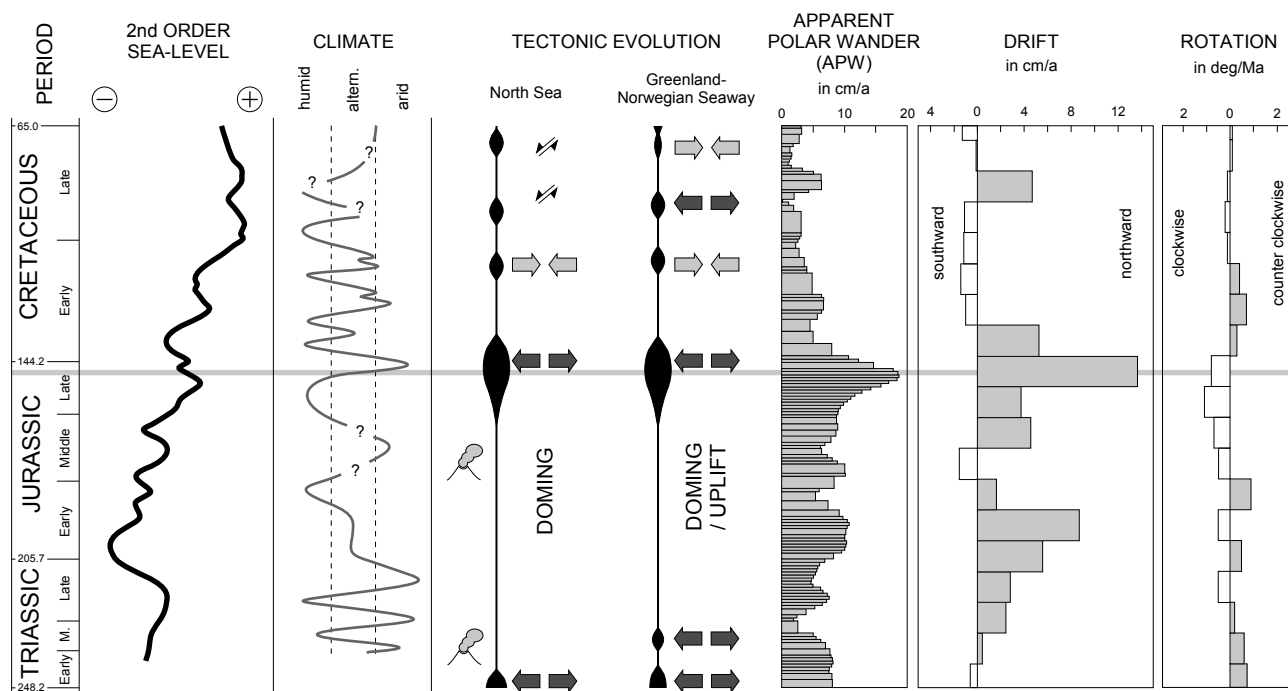 PERIOD
2nd ORDER
SEA-LEVEL
CLIMATE
humid
altern.
arid
TECTONIC EVOLUTION
North Sea
Greenland-
Norwegian Seaway
APPARENT
POLAR WANDER
(APW)
in cm/a
0 5 10 15 20
DRIFT
in cm/a
4 0 4 8 12
ROTATION
in deg/Ma
2 0 2
65.0
144.2
205.7
248.2
CRETACEOUS
Late
Early
JURASSIC
Late
Middle
Early
TRIASSIC
Late
M.
Early
?
?
?
?
?
DOMING
DOMING
/ UPLIFT
southward
northward
clockwise
counter clockwise